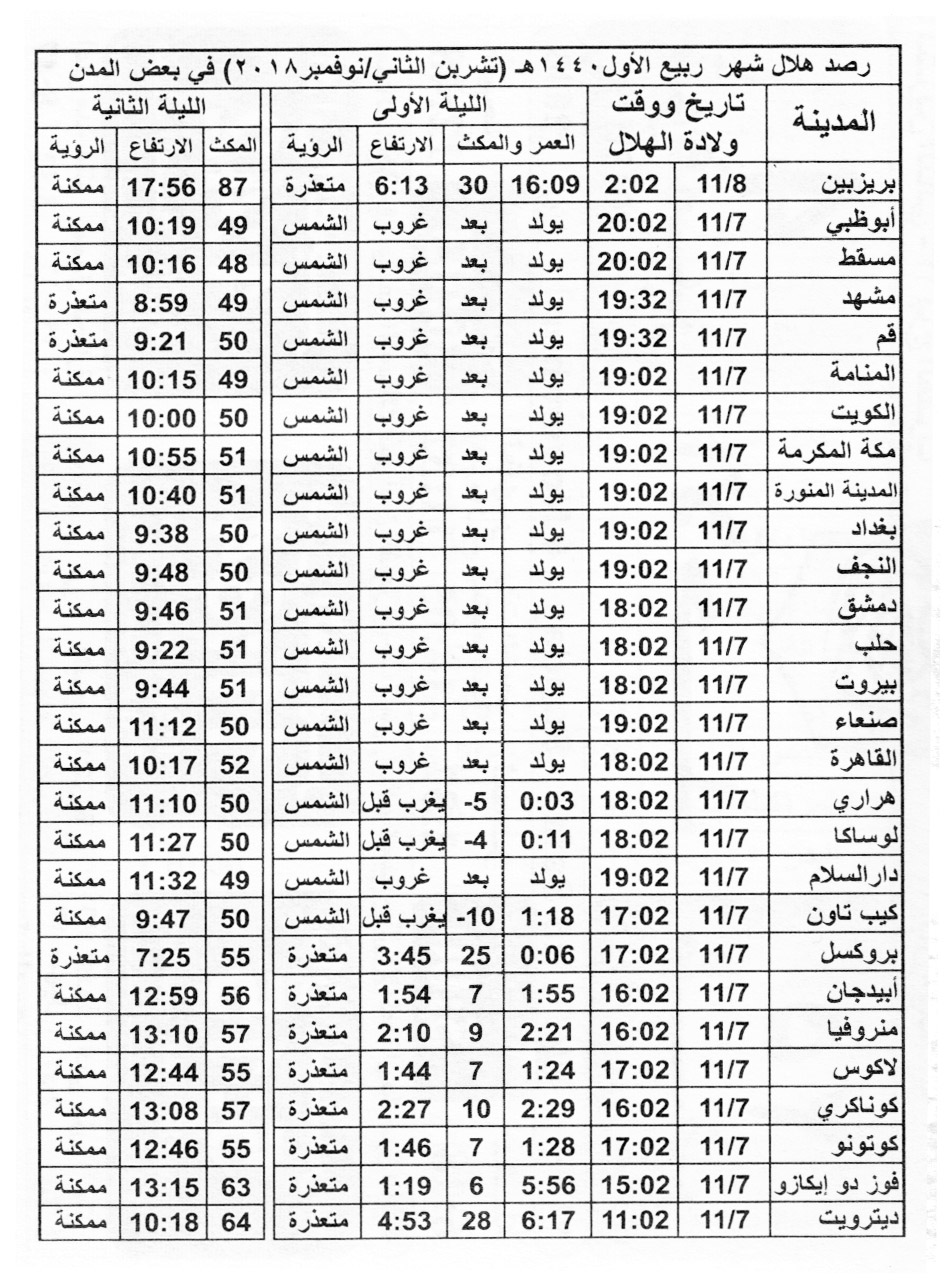 رصد هلال شهر ربيع الأول١٤٤٠هـ (تشرين الثاني/نوفمبر٢٠١٨) في بعض المدن
المدينة تاريخ ووقت ولادة الهلال الليلة الأولى الليلة الثانية
العمر والمكث الارتفاع الرؤية المكث الارتفاع الرؤية
بريزبين 11/8 2:02 16:09 30 6:13 متعذرة 87 17:56 ممكنة
أبوظبي 11/7 20:02 يولد بعد غروب الشمس 49 10:19 ممكنة
مسقط 11/7 20:02 يولد بعد غروب الشمس 48 10:16 ممكنة
مشهد 11/7 19:32 يولد بعد غروب الشمس 49 8:59 متعذرة
قم 11/7 19:32 يولد بعد غروب الشمس 50 9:21 متعذرة
المنامة 11/7 19:02 يولد بعد غروب الشمس 49 10:15 ممكنة
الكويت 11/7 19:02 يولد بعد غروب الشمس 50 10:00 ممكنة
مكة المكرمة 11/7 19:02 يولد بعد غروب الشمس 51 10:55 ممكنة
المدينة المنورة 11/7 19:02 يولد بعد غروب الشمس 51 10:40 ممكنة
بغداد 11/7 19:02 يولد بعد غروب الشمس 50 9:38 ممكنة
النجف 11/7 19:02 يولد بعد غروب الشمس 50 9:48 ممكنة
دمشق 11/7 18:02 يولد بعد غروب الشمس 51 9:46 ممكنة
حلب 11/7 18:02 يولد بعد غروب الشمس 51 9:22 ممكنة
بيروت 11/7 18:02 يولد بعد غروب الشمس 51 9:44 ممكنة
صنعاء 11/7 19:02 يولد بعد غروب الشمس 50 11:12 ممكنة
القاهرة 11/7 18:02 يولد بعد غروب الشمس 52 10:17 ممكنة
هراري 11/7 18:02 0:03 -5 يغرب قبل الشمس 50 11:10 ممكنة
لوساكا 11/7 18:02 0:11 -4 يغرب قبل الشمس 50 11:27 ممكنة
دارالسلام 11/7 19:02 يولد بعد غروب الشمس 49 11:32 ممكنة
كيب تاون 11/7 17:02 1:18 -10 يغرب قبل الشمس 50 9:47 ممكنة
بروكسل 11/7 17:02 0:06 25 3:45 متعذرة 55 7:25 متعذرة
أبيدجان 11/7 16:02 1:55 7 1:54 متعذرة 56 12:59 ممكنة
منروفيا 11/7 16:02 2:21 9 2:10 متعذرة 57 13:10 ممكنة
لاكوس 11/7 17:02 1:24 7 1:44 متعذرة 55 12:44 ممكنة
كوناكري 11/7 16:02 2:29 10 2:27 متعذرة 57 13:08 ممكنة
كوتونو 11/7 17:02 1:28 7 1:46 متعذرة 55 12:46 ممكنة
فوز دو إيكازو 11/7 15:02 5:56 6 1:19 متعذرة 63 13:15 ممكنة
ديترويت 11/7 11:02 6:17 28 4:53 متعذرة 64 10:18 ممكنة